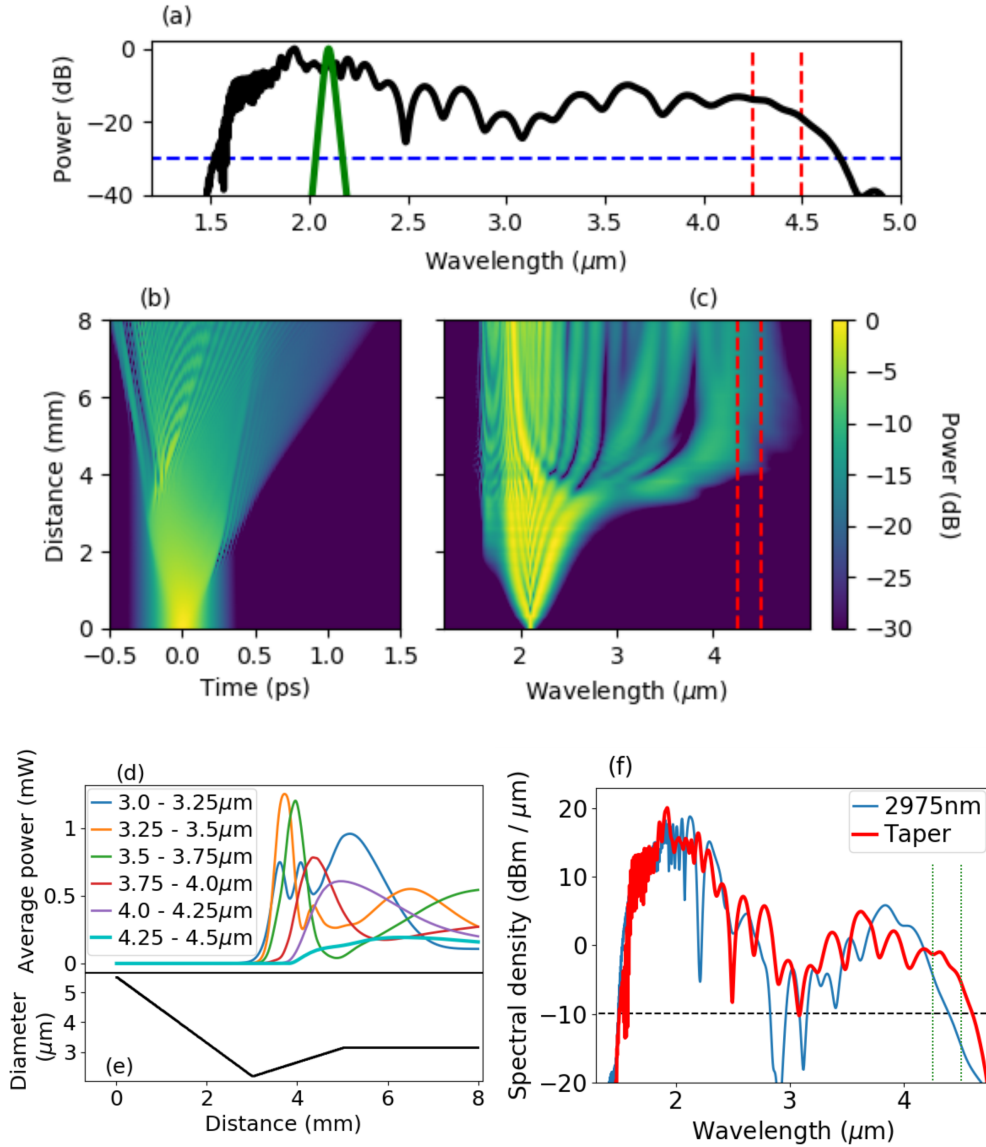 (a)
Power (dB)
0
−20
−40
1.5 2.0 2.5 3.0 3.5 4.0 4.5 5.0
Wavelength (μm)
(b)
Distance (mm)
8
6
4
2
0
−0.5 0.0 0.5 1.0 1.5
Time (ps)
(c)
2 3 4
Wavelength (μm)
0
−5
−10
−15
−20
−25
−30
Power (dB)
(d)
Average power (mW)
1
0.5
0
3.0 - 3.25μm
3.25 - 3.5μm
3.5 - 3.75μm
3.75 - 4.0μm
4.0 - 4.25μm
4.25 - 4.5μm
Diameter
(μm)
5
3
(e)
0 2 4 6 8
Distance (mm)
(f)
Spectral density (dBm / μm)
20
10
0
−10
−20
2975nm
Taper
2 3 4
Wavelength (μm)